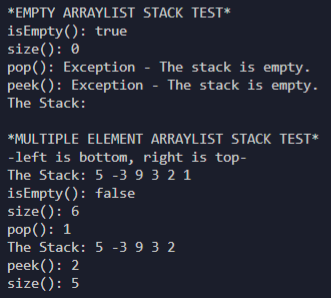 *EMPTY ARRAYLIST STACK TEST*
isEmpty(): true
size(): 0
pop(): Exception - The stack is empty.
peek(): Exception - The stack is empty.
The Stack:
*MULTIPLE ELEMENT ARRAYLIST STACK TEST*
-left is bottom, right is top-
The Stack: 5 -3 9 3 2 1
isEmpty(): false
size(): 6
pop(): 1
The Stack: 5 -3 9 3 2
peek(): 2
size(): 5